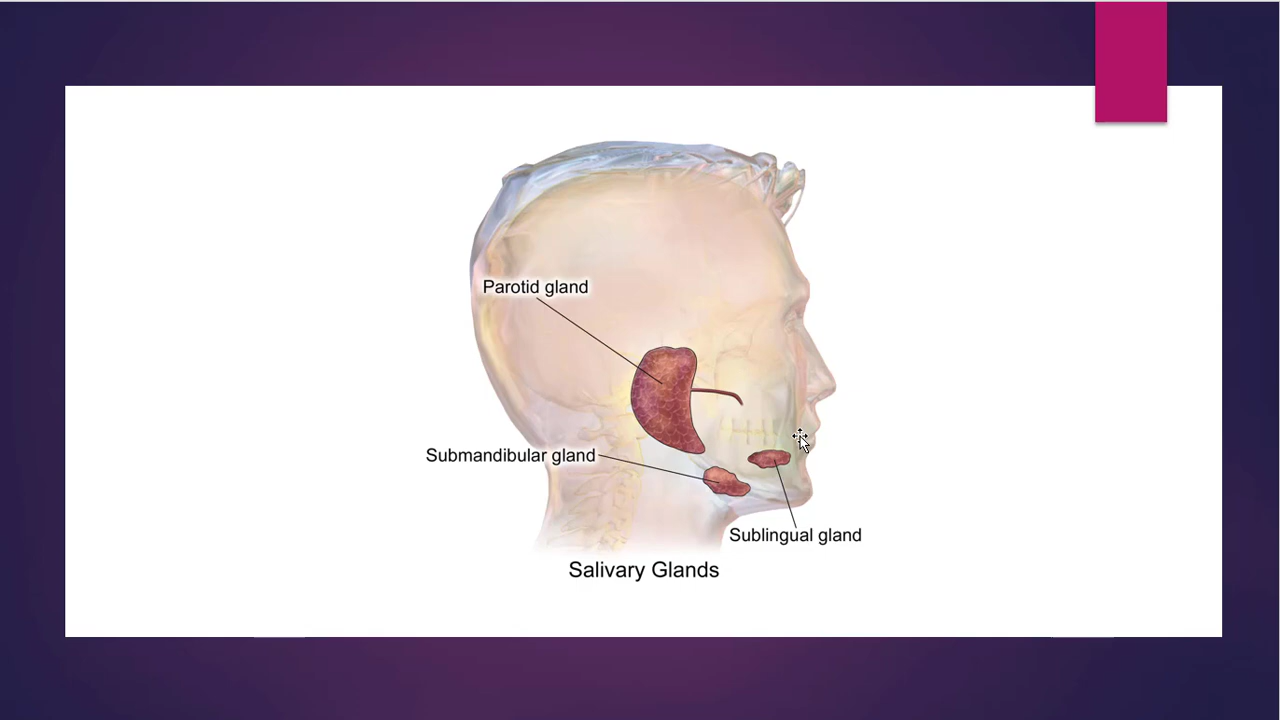 Parotid gland
Submandibular gland
Sublingual gland
Salivary Glands